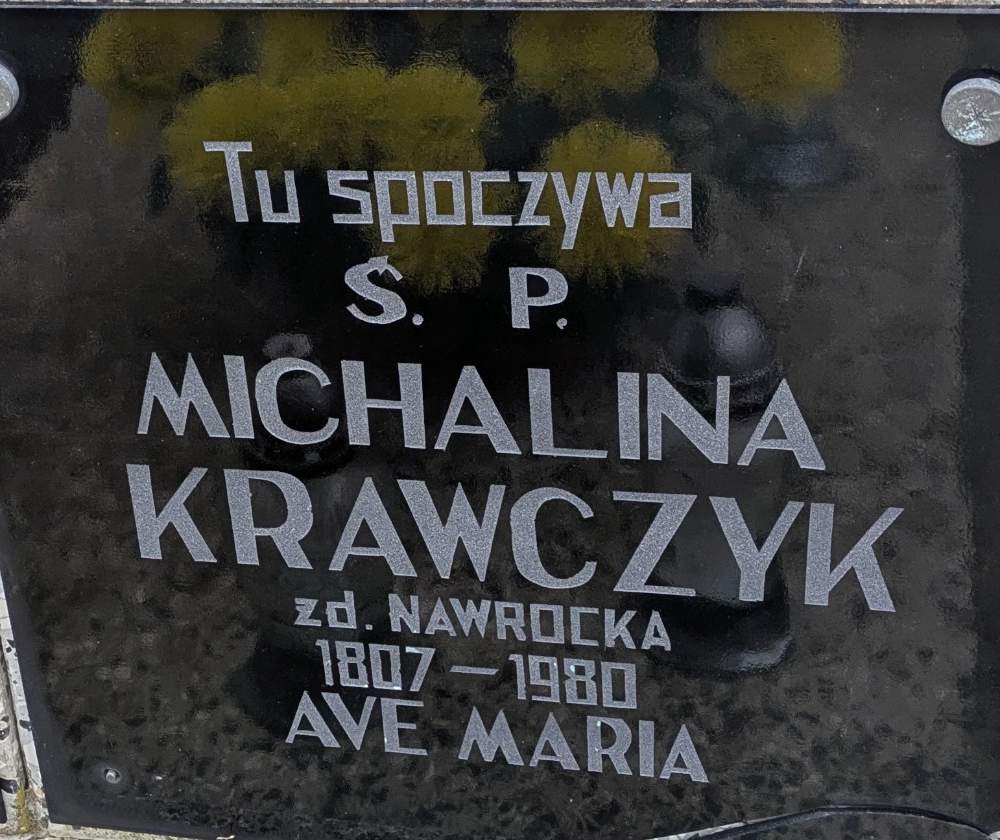 Tu spoczywa
Ś. P.
MICHALINA
KRAWCZYK
zd. NAWROCKA
1807 – 1980
AVE MARIA